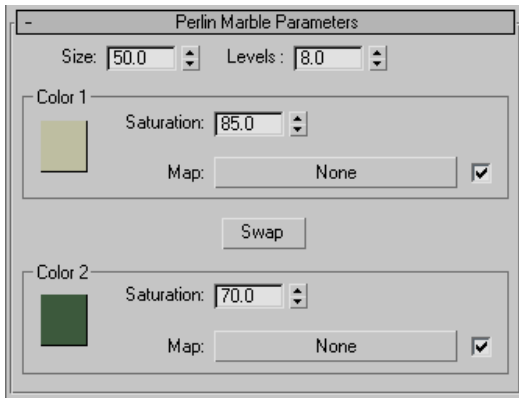 - Perlin Marble Parameters
Size: 50.0 Levels : 8.0
Color 1
Saturation: 85.0
Map: None
Swap
Color 2
Saturation: 70.0
Map: None